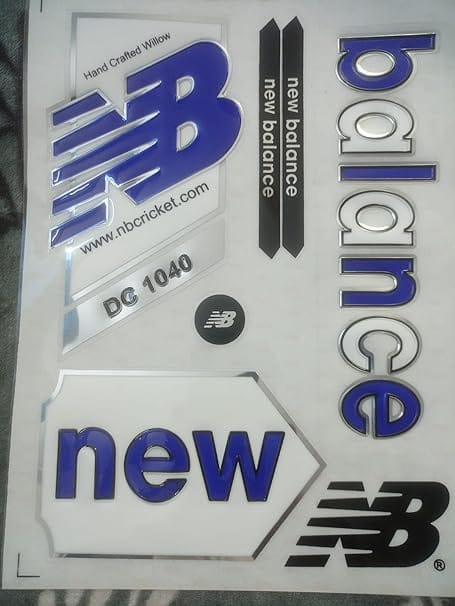 Hand Crafted Willow
NB
www.nbcricket.com
DC 1040
new balance
new balance
balance
NB
new
NB®